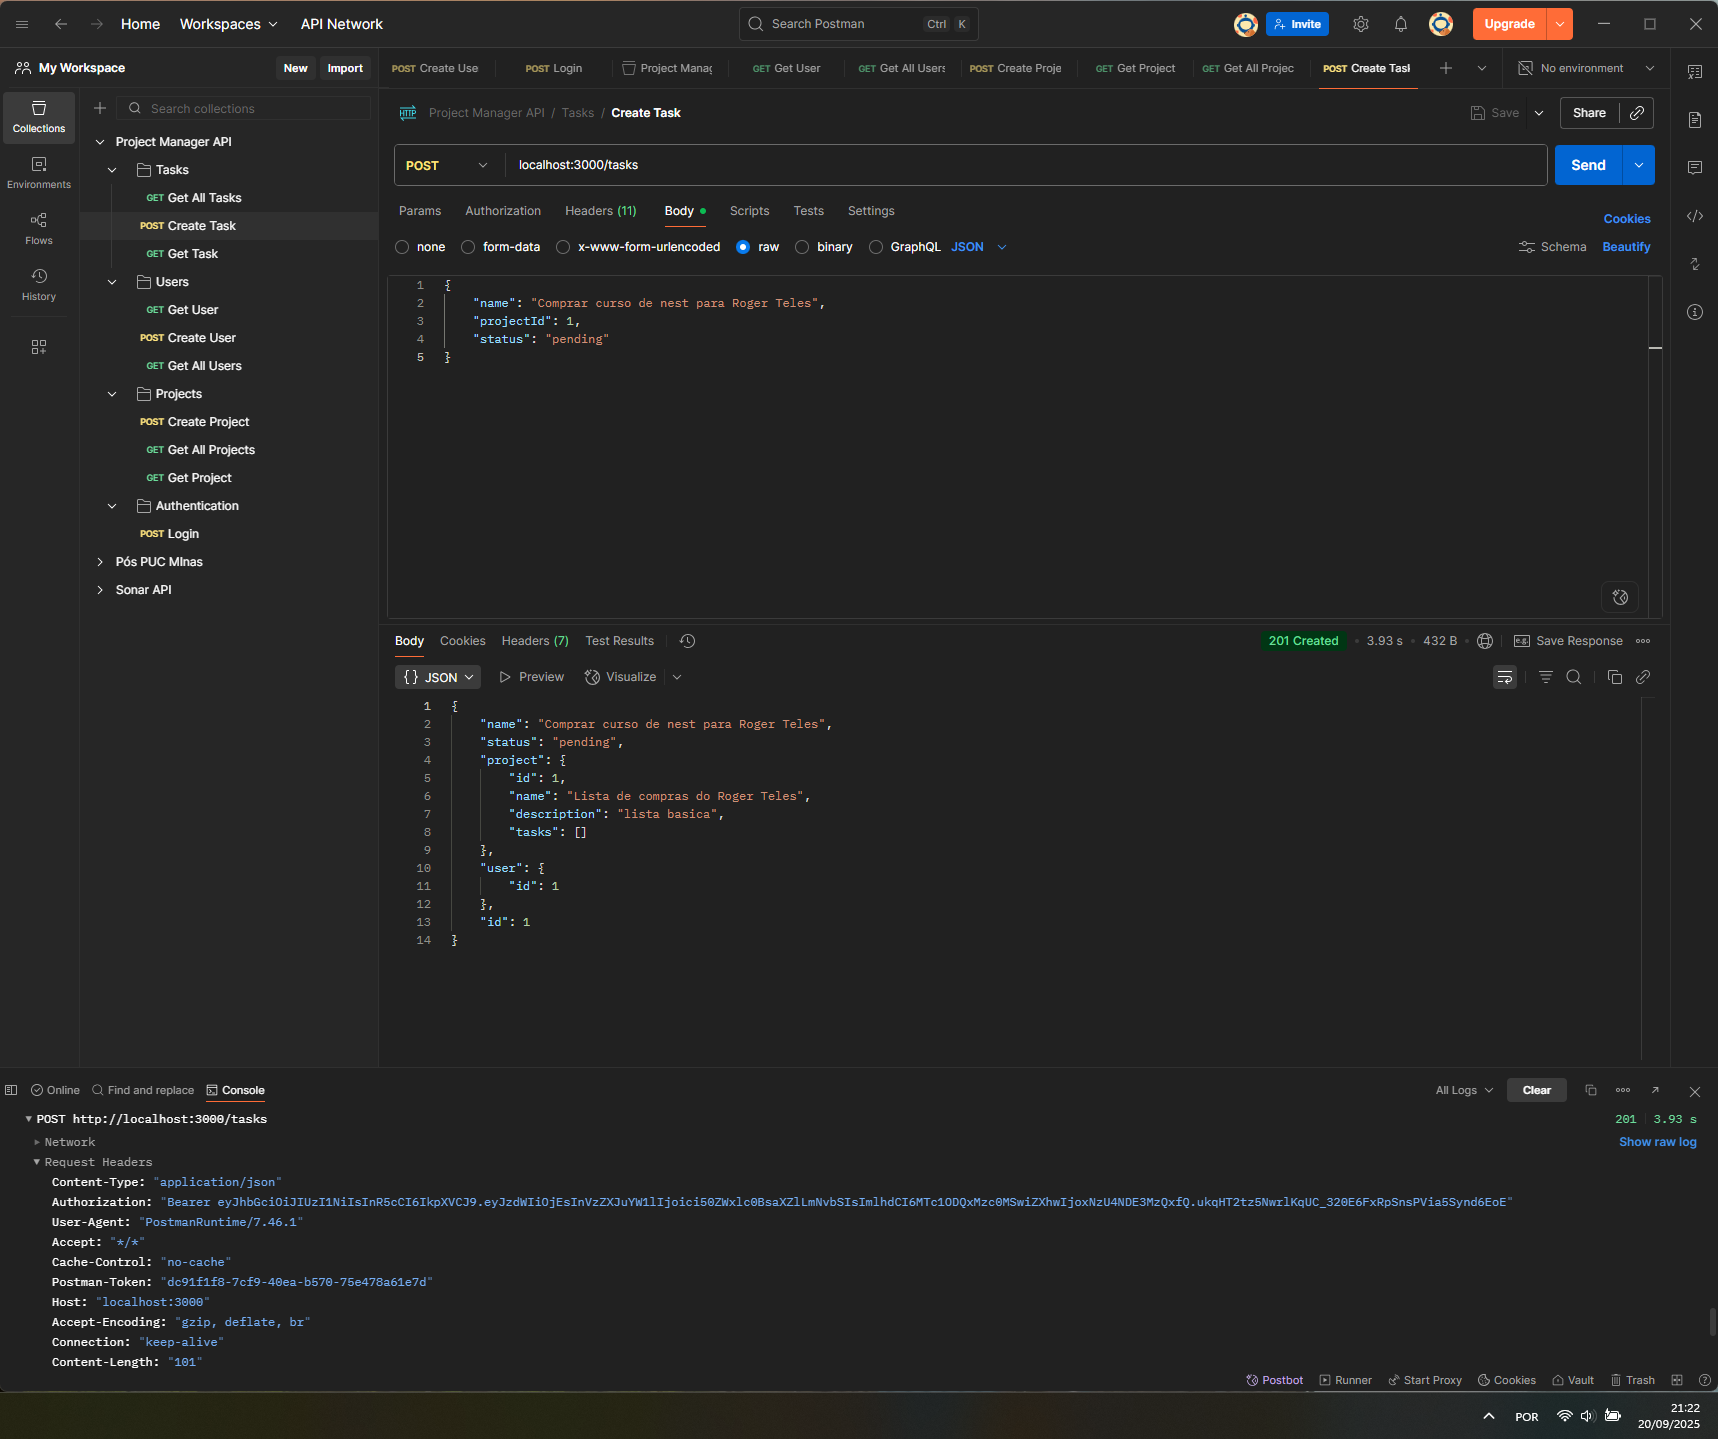 Home Workspaces API Network Search Postman Ctrl K Invite Upgrade
My Workspace New Import
POST Create Use POST Login Project Manag GET Get User GET Get All Users POST Create Proje GET Get Project GET Get All Projec POST Create Tasl No environment
Collections
Environments
Flows
History
Search collections
Project Manager API
Tasks
GET Get All Tasks
POST Create Task
GET Get Task
Users
GET Get User
POST Create User
GET Get All Users
Projects
POST Create Project
GET Get All Projects
GET Get Project
Authentication
POST Login
Pós PUC MInas
Sonar API
HTTP Project Manager API / Tasks / Create Task Save Share
POST localhost:3000/tasks Send
Params Authorization Headers (11) Body Scripts Tests Settings Cookies
none form-data x-www-form-urlencoded raw binary GraphQL JSON Schema Beautify
1 {
2 "name": "Comprar curso de nest para Roger Teles",
3 "projectId": 1,
4 "status": "pending"
5 }
Body Cookies Headers (7) Test Results 201 Created 3.93 s 432 B e.g. Save Response
{} JSON Preview Visualize
1 {
2 "name": "Comprar curso de nest para Roger Teles",
3 "status": "pending",
4 "project": {
5 "id": 1,
6 "name": "Lista de compras do Roger Teles",
7 "description": "lista basica",
8 "tasks": []
9 },
10 "user": {
11 "id": 1
12 },
13 "id": 1
14 }
Online Find and replace Console All Logs Clear
POST http://localhost:3000/tasks 201 3.93 s
Network Show raw log
Request Headers
Content-Type: "application/json"
Authorization: "Bearer eyJhbGciOiJIUzI1NiIsInR5cCI6IkpXVCJ9.eyJzdWIiOjEsInVzZXJuYW1lIjoici50ZWxlc0BsaXZlLmNvbSIsImlhdCI6MTc1ODQxMzc0MSwiZXhwIjoxNzU4NDE3MzQxfQ.ukqHT2tz5NwrlKqUC_320E6FxRpSnsPVia5Synd6EoE"
User-Agent: "PostmanRuntime/7.46.1"
Accept: "*/*"
Cache-Control: "no-cache"
Postman-Token: "dc91f1f8-7cf9-40ea-b570-75e478a61e7d"
Host: "localhost:3000"
Accept-Encoding: "gzip, deflate, br"
Connection: "keep-alive"
Content-Length: "101"
Postbot Runner Start Proxy Cookies Vault Trash
POR 21:22
20/09/2025